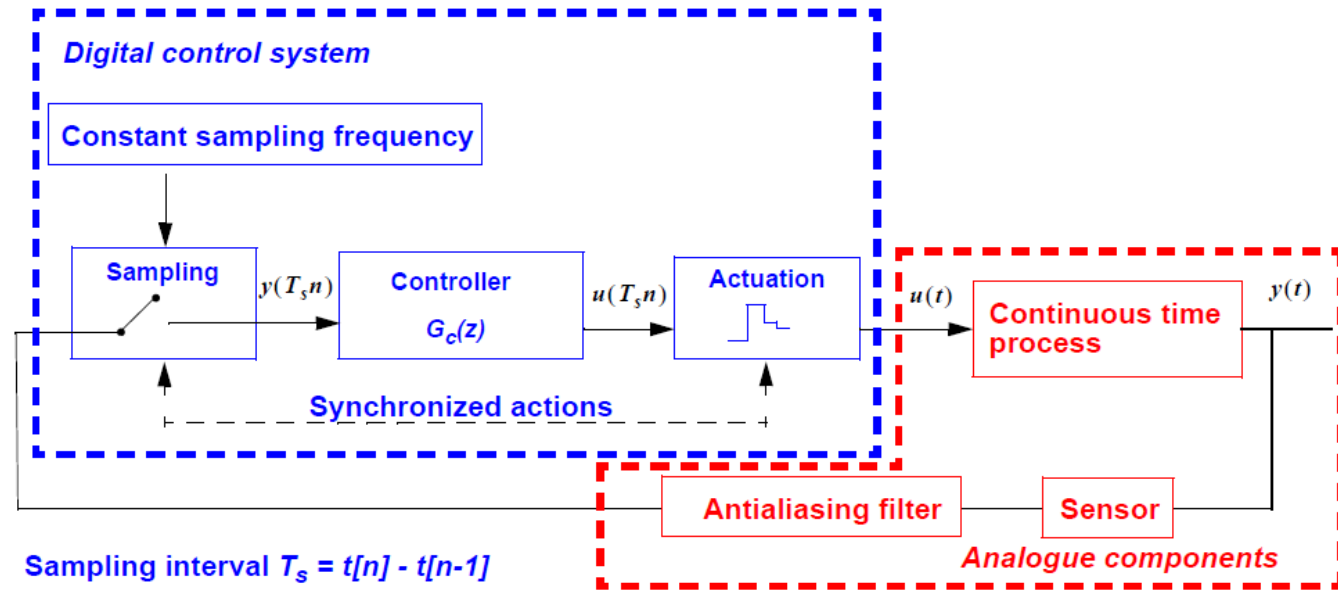 Digital control system
Constant sampling frequency
Sampling
y(Tₛn)
Controller
G_c(z)
u(Tₛn)
Actuation
u(t)
Continuous time
process
y(t)
Synchronized actions
Antialiasing filter
Sensor
Analogue components
Sampling interval Tₛ = t[n] - t[n-1]